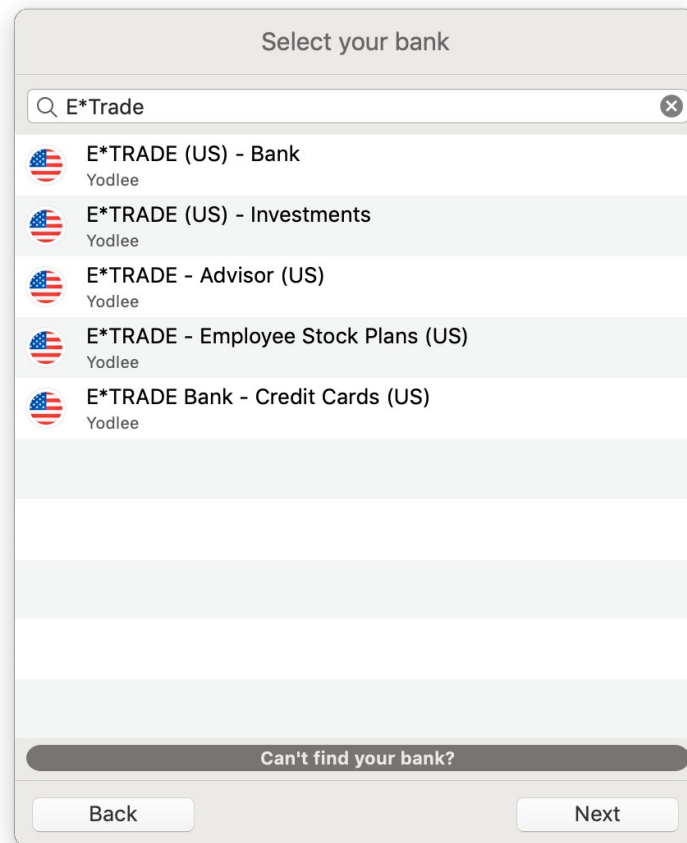 Select your bank
E*Trade
E*TRADE (US) - Bank
Yodlee
E*TRADE (US) - Investments
Yodlee
E*TRADE - Advisor (US)
Yodlee
E*TRADE - Employee Stock Plans (US)
Yodlee
E*TRADE Bank - Credit Cards (US)
Yodlee
Can't find your bank?
Back
Next